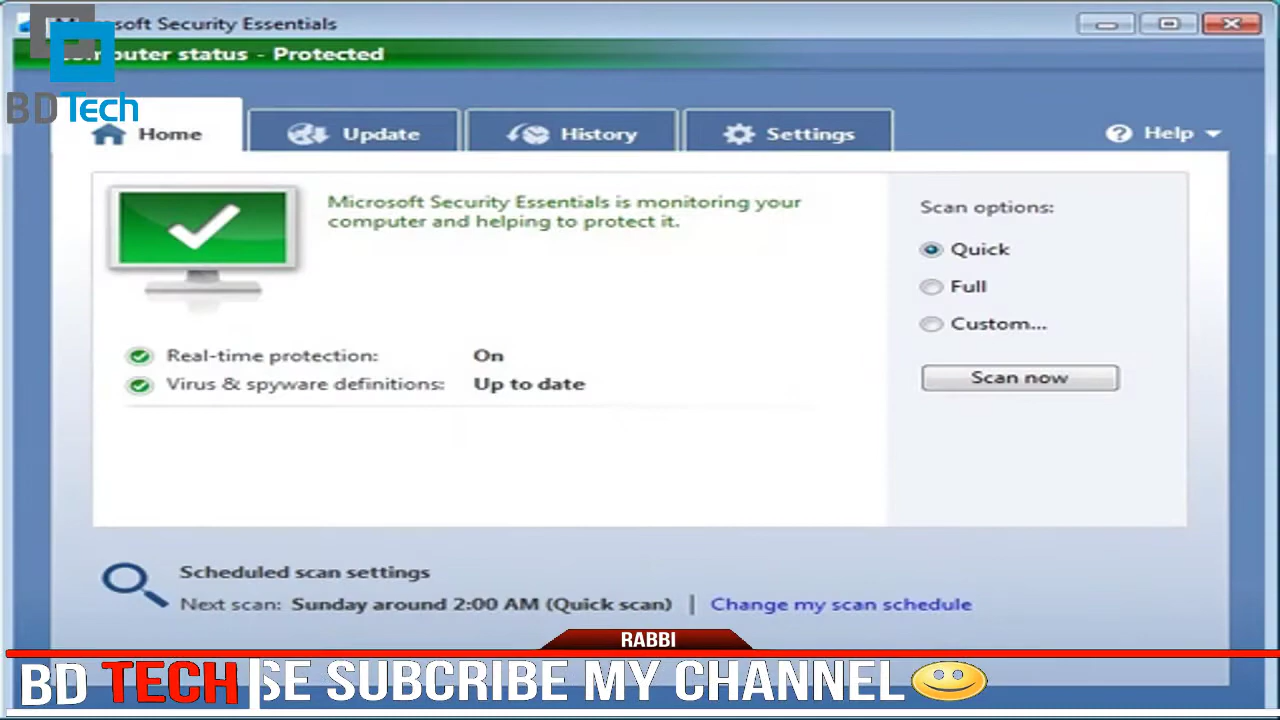 soft Security Essentials
puter status - Protected
BD Tech
Home
Update
History
Settings
Help
Microsoft Security Essentials is monitoring your
computer and helping to protect it.
Real-time protection: On
Virus & spyware definitions: Up to date
Scan options:
Quick
Full
Custom...
Scan now
Scheduled scan settings
Next scan: Sunday around 2:00 AM (Quick scan) | Change my scan schedule
RABBI
BD TECH SE SUBCRIBE MY CHANNEL